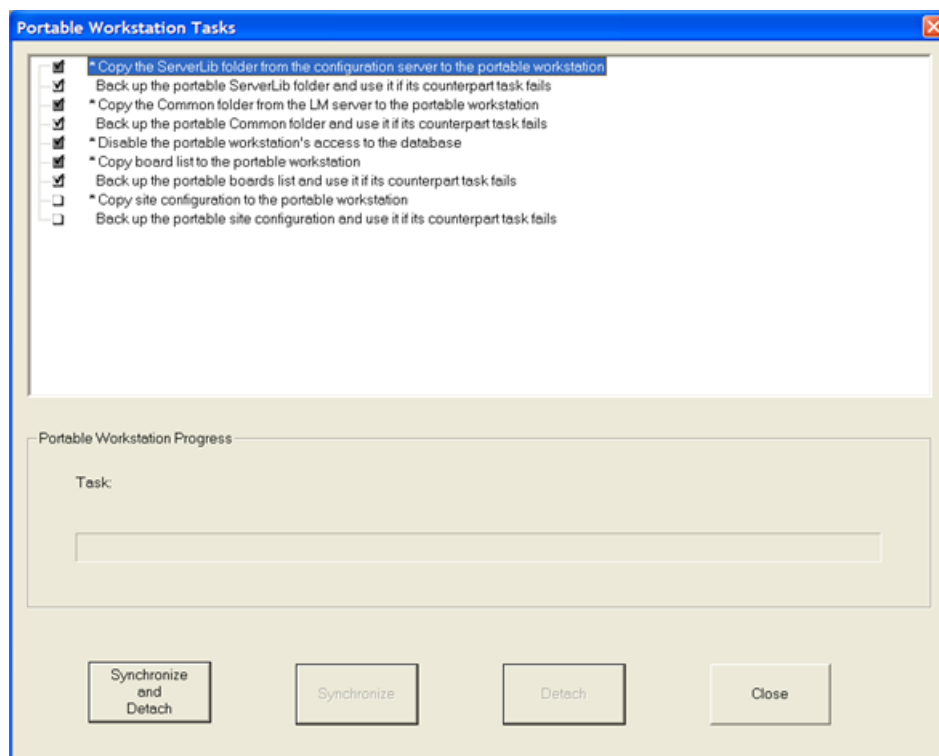 Portable Workstation Tasks
* Copy the ServerLib folder from the configuration server to the portable workstation
Back up the portable ServerLib folder and use it if its counterpart task fails
* Copy the Common folder from the LM server to the portable workstation
Back up the portable Common folder and use it if its counterpart task fails
* Disable the portable workstation's access to the database
* Copy board list to the portable workstation
Back up the portable boards list and use it if its counterpart task fails
* Copy site configuration to the portable workstation
Back up the portable site configuration and use it if its counterpart task fails
Portable Workstation Progress
Task:
Synchronize
and
Detach
Synchronize
Detach
Close